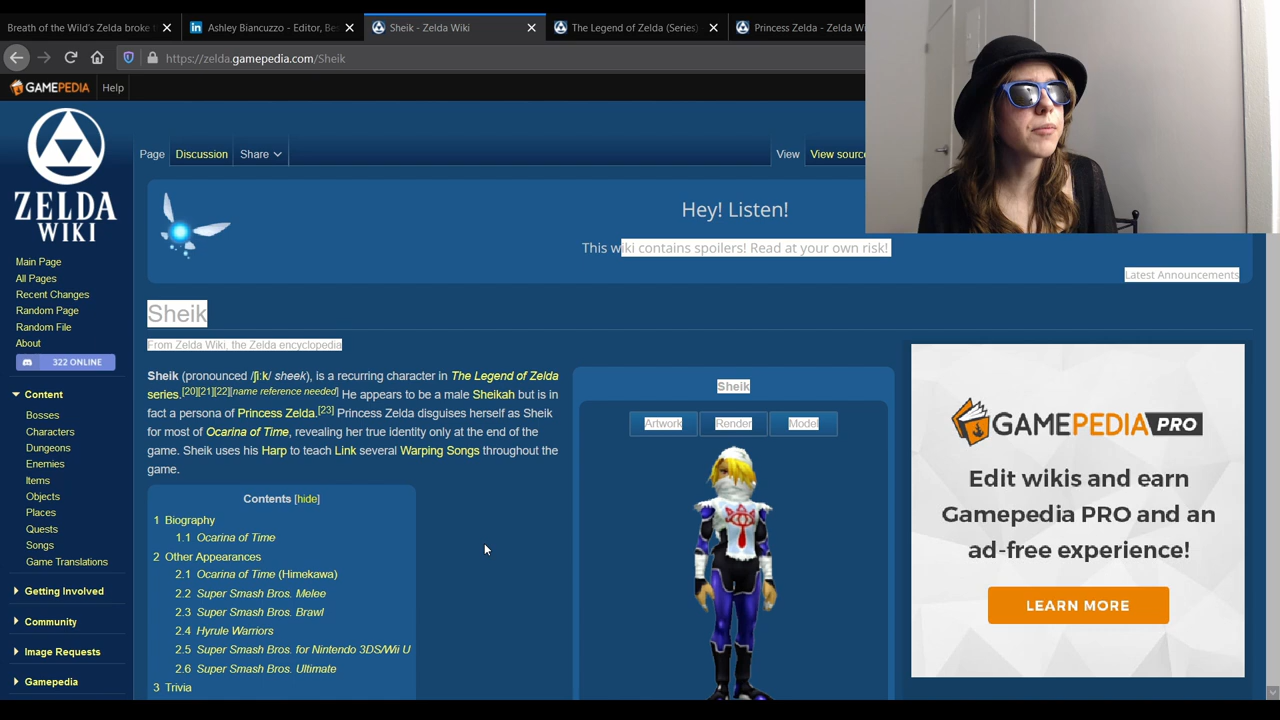 Breath of the Wild's Zelda broke
Ashley Biancuzzo - Editor, Be
Sheik - Zelda Wiki
The Legend of Zelda (Series)
Princess Zelda - Zelda Wi
https://zelda.gamepedia.com/Sheik
GAMEPEDIA
Help
ZELDA
WIKI
Page
Discussion
Share
View
View source
Hey! Listen!
This wiki contains spoilers! Read at your own risk!
Latest Announcements
Main Page
All Pages
Recent Changes
Random Page
Random File
About
322 ONLINE
Content
Bosses
Characters
Dungeons
Enemies
Items
Objects
Places
Quests
Songs
Game Translations
Getting Involved
Community
Image Requests
Gamepedia
Sheik
From Zelda Wiki, the Zelda encyclopedia
Sheik (pronounced /ʃiːk/ sheek), is a recurring character in The Legend of Zelda
series.[20][21][22][name reference needed] He appears to be a male Sheikah but is in
fact a persona of Princess Zelda.[23] Princess Zelda disguises herself as Sheik
for most of Ocarina of Time, revealing her true identity only at the end of the
game. Sheik uses his Harp to teach Link several Warping Songs throughout the
game.
Contents [hide]
1 Biography
1.1 Ocarina of Time
2 Other Appearances
2.1 Ocarina of Time (Himekawa)
2.2 Super Smash Bros. Melee
2.3 Super Smash Bros. Brawl
2.4 Hyrule Warriors
2.5 Super Smash Bros. for Nintendo 3DS/Wii U
2.6 Super Smash Bros. Ultimate
3 Trivia
Sheik
Artwork
Render
Model
GAMEPEDIA PRO
Edit wikis and earn
Gamepedia PRO and an
ad-free experience!
LEARN MORE